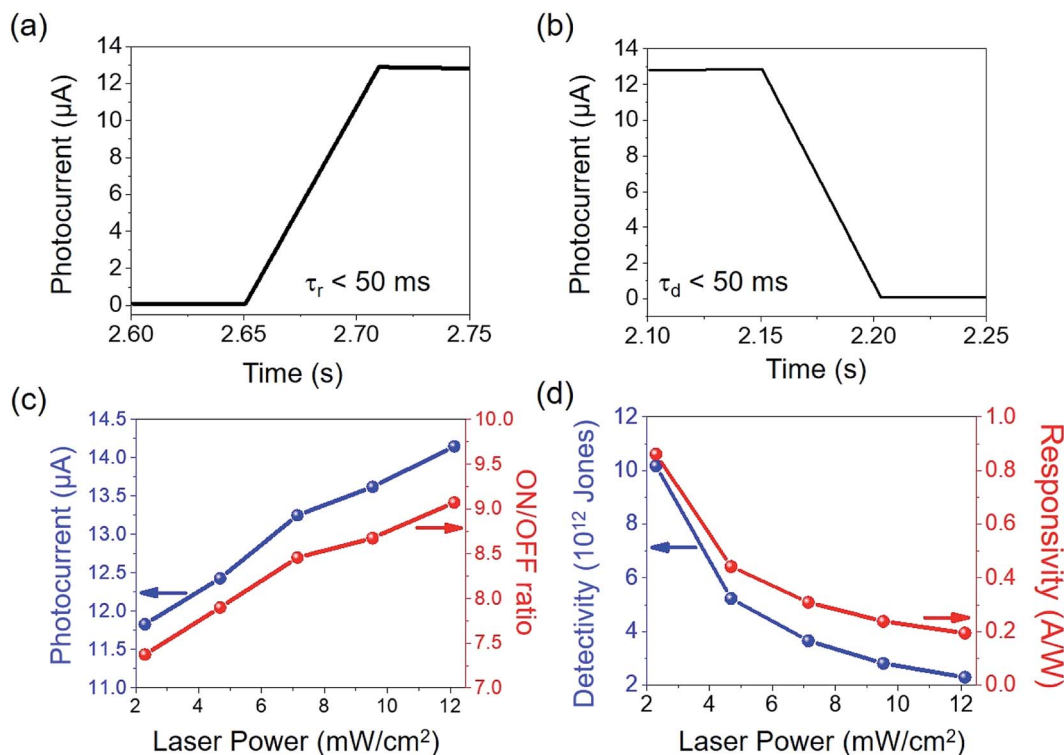 (a)
14
12
10
8
6
4
2
0
Photocurrent (µA)
τr < 50 ms
2.60 2.65 2.70 2.75
Time (s)
(b)
14
12
10
8
6
4
2
0
Photocurrent (µA)
τd < 50 ms
2.10 2.15 2.20 2.25
Time (s)
(c)
14.5
14.0
13.5
13.0
12.5
12.0
11.5
11.0
Photocurrent (µA)
10.0
9.5
9.0
8.5
8.0
7.5
7.0
ON/OFF ratio
2 4 6 8 10 12
Laser Power (mW/cm²)
(d)
12
10
8
6
4
2
Detectivity (10¹² Jones)
1.0
0.8
0.6
0.4
0.2
0.0
Responsivity (A/W)
2 4 6 8 10 12
Laser Power (mW/cm²)